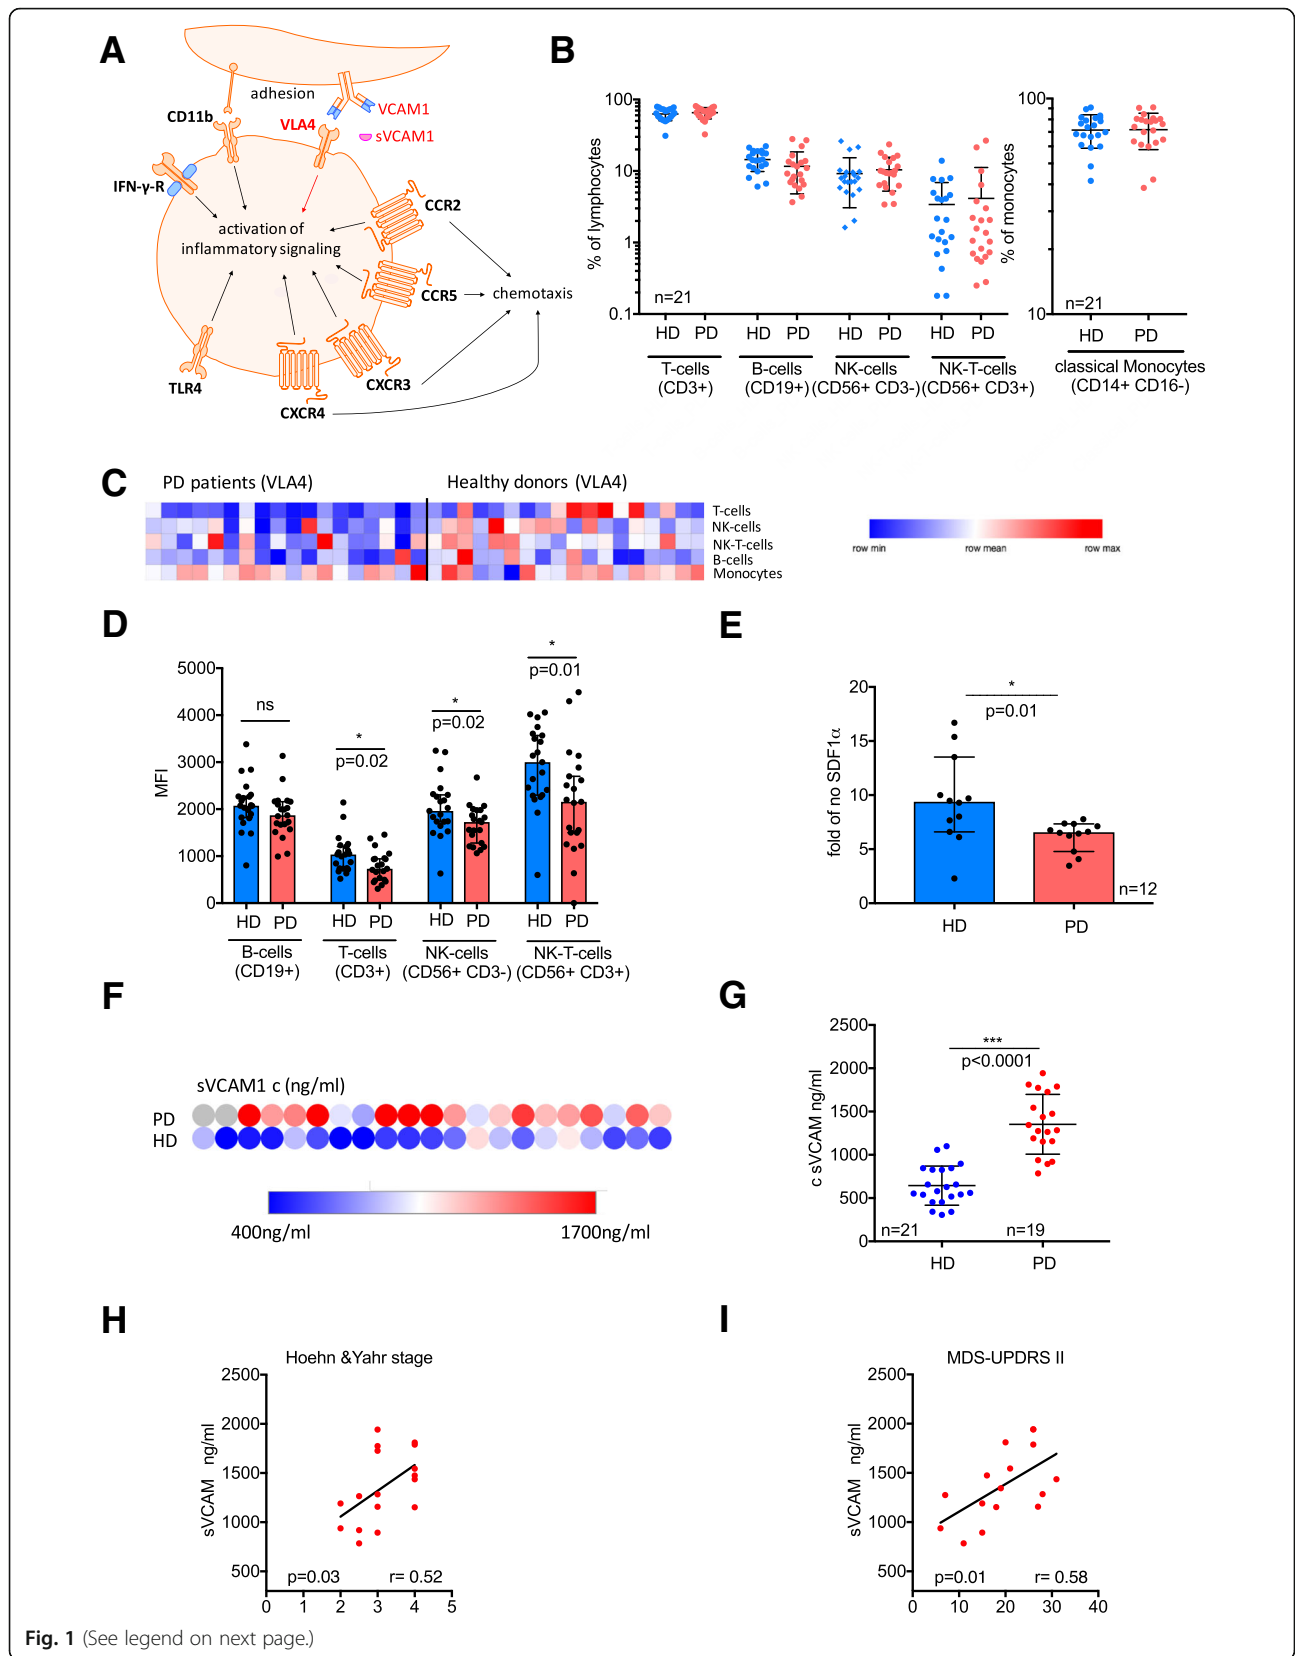 A
adhesion
CD11b
VLA4
VCAM1
sVCAM1
IFN-γ-R
CCR2
activation of
inflammatory signaling
CCR5
chemotaxis
TLR4
CXCR3
CXCR4
B
% of lymphocytes
100
10
1
0.1
n=21
HD PD HD PD HD PD HD PD
T-cells B-cells NK-cells NK-T-cells
(CD3+) (CD19+) (CD56+ CD3-) (CD56+ CD3+)
% of monocytes
100
10
n=21
HD PD
classical Monocytes
(CD14+ CD16-)
C
PD patients (VLA4) Healthy donors (VLA4)
T-cells
NK-cells
NK-T-cells
B-cells
Monocytes
row min row mean row max
D
MFI
5000
4000
3000
2000
1000
0
ns
*
p=0.02
*
p=0.02
*
p=0.01
HD PD HD PD HD PD HD PD
B-cells T-cells NK-cells NK-T-cells
(CD19+) (CD3+) (CD56+ CD3-) (CD56+ CD3+)
E
fold of no SDF1α
20
15
10
5
0
*
p=0.01
n=12
HD PD
F
sVCAM1 c (ng/ml)
PD
HD
400ng/ml 1700ng/ml
G
c sVCAM ng/ml
2500
2000
1500
1000
500
0
***
p<0.0001
n=21 n=19
HD PD
H
Hoehn &Yahr stage
sVCAM ng/ml
2500
2000
1500
1000
500
p=0.03 r= 0.52
0 1 2 3 4 5
I
MDS-UPDRS II
sVCAM ng/ml
2500
2000
1500
1000
500
p=0.01 r= 0.58
0 10 20 30 40
Fig. 1 (See legend on next page.)